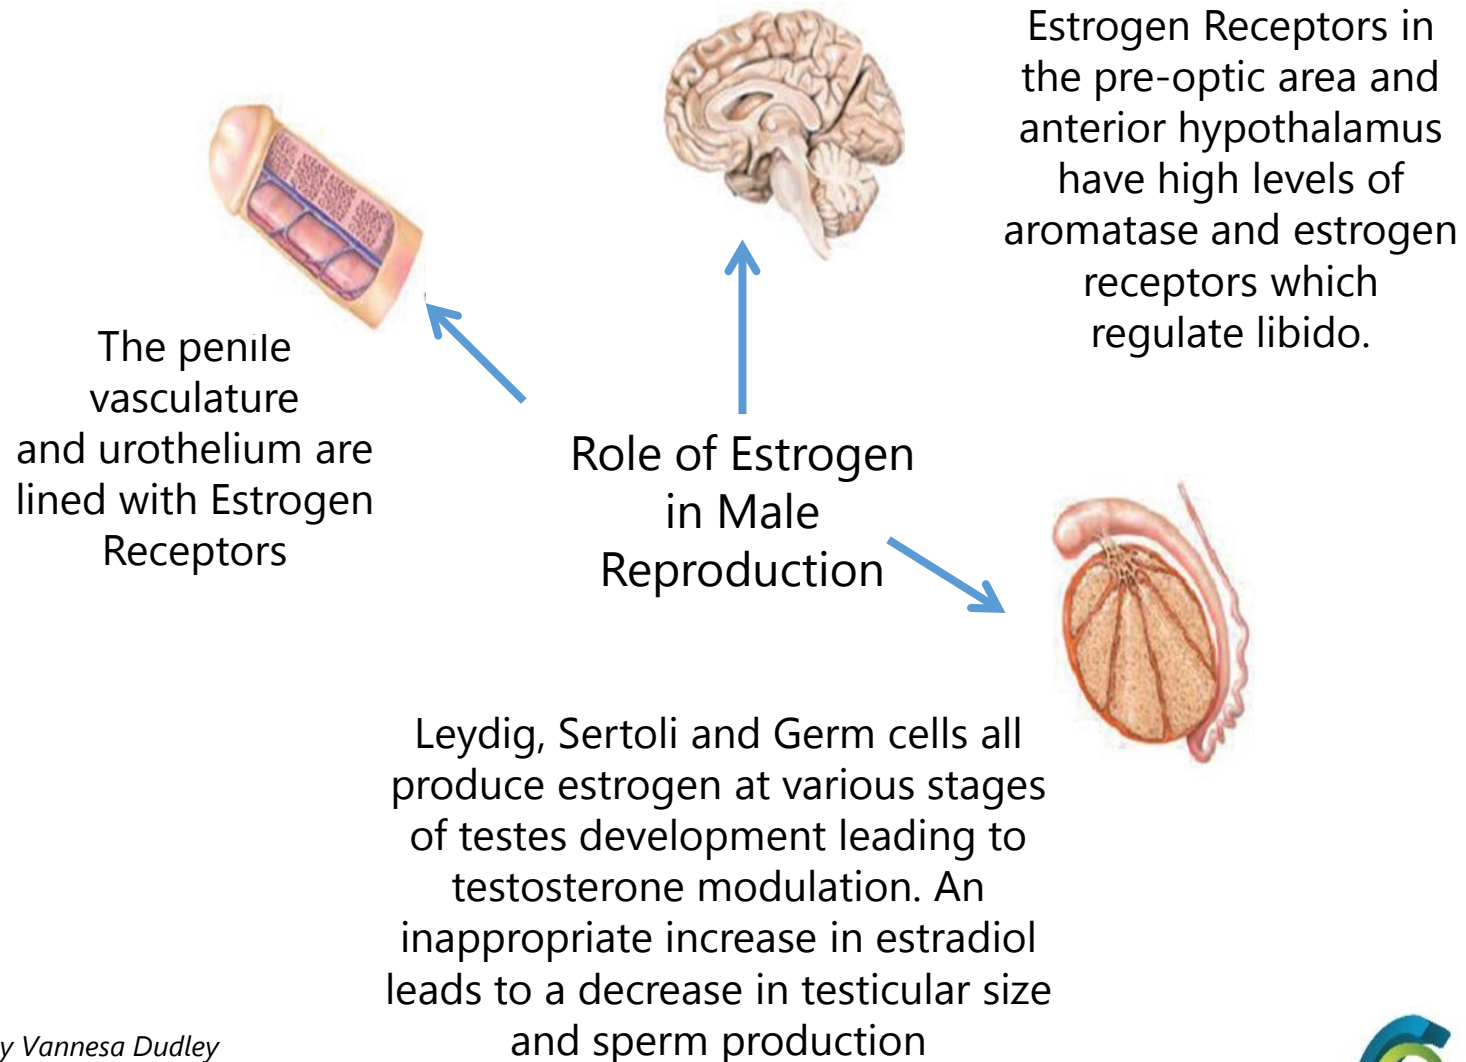 Estrogen Receptors in
the pre-optic area and
anterior hypothalamus
have high levels of
aromatase and estrogen
receptors which
regulate libido.
The penile
vasculature
and urothelium are
lined with Estrogen
Receptors
Role of Estrogen
in Male
Reproduction
Leydig, Sertoli and Germ cells all
produce estrogen at various stages
of testes development leading to
testosterone modulation. An
inappropriate increase in estradiol
leads to a decrease in testicular size
and sperm production
y Vannesa Dudley